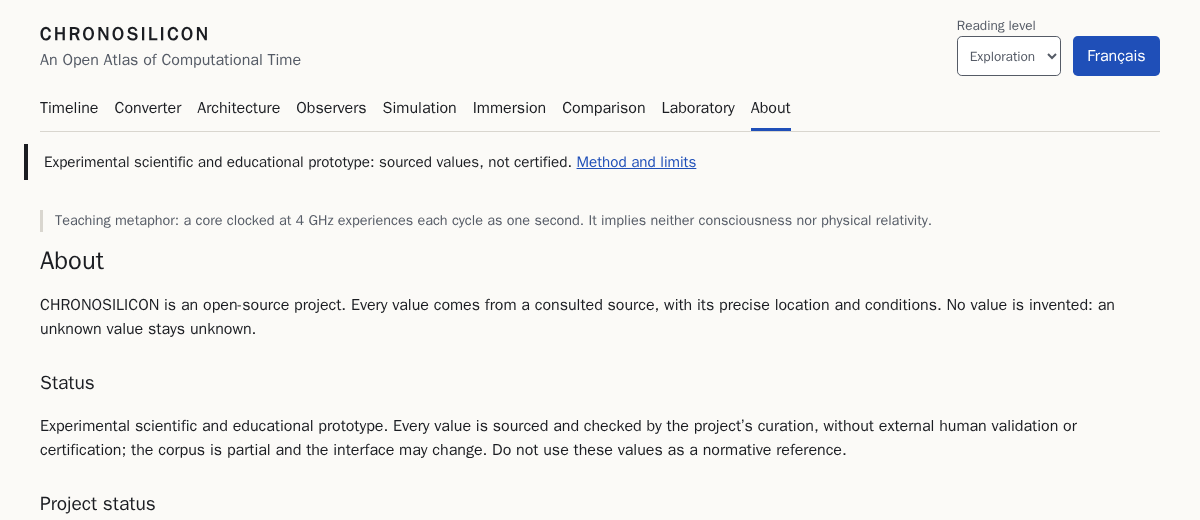 CHRONOSILICON
An Open Atlas of Computational Time
Reading level
Exploration
Français
Timeline Converter Architecture Observers Simulation Immersion Comparison Laboratory About
Experimental scientific and educational prototype: sourced values, not certified. Method and limits
Teaching metaphor: a core clocked at 4 GHz experiences each cycle as one second. It implies neither consciousness nor physical relativity.
About
CHRONOSILICON is an open-source project. Every value comes from a consulted source, with its precise location and conditions. No value is invented: an
unknown value stays unknown.
Status
Experimental scientific and educational prototype. Every value is sourced and checked by the project's curation, without external human validation or
certification; the corpus is partial and the interface may change. Do not use these values as a normative reference.
Project status